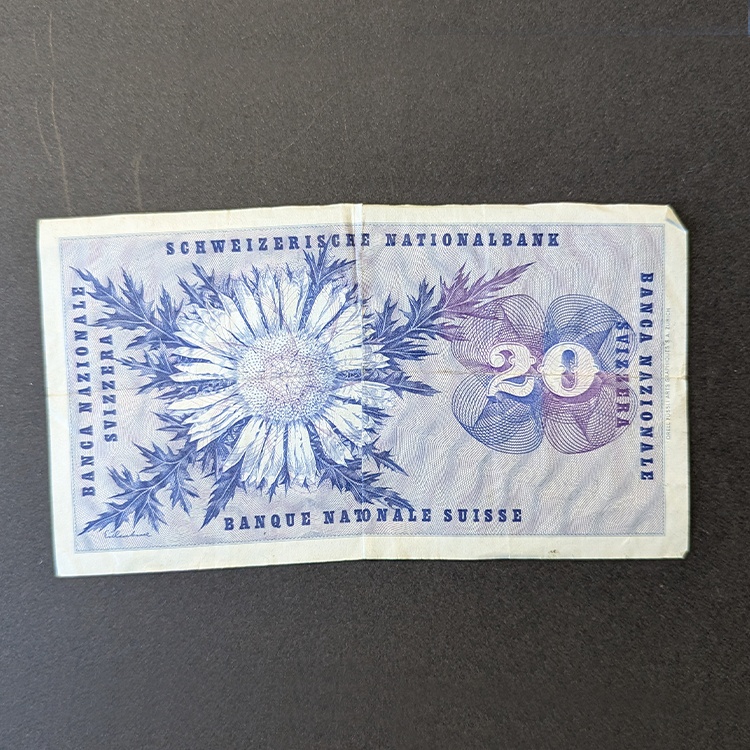 SCHWEIZERISCHE NATIONALBANK
BANCA NAZIONALE
SVIZZERA
20
BANCA NAZIONALE
SVIZZERA
BANQUE NATIONALE SUISSE